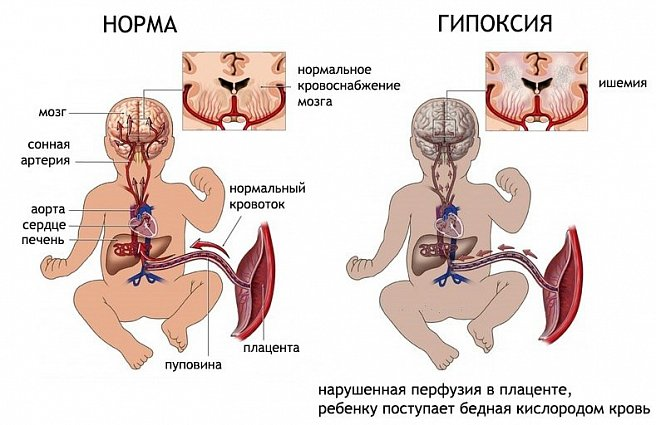 НОРМА
ГИПОКСИЯ
нормальное
кровоснабжение
мозга
ишемия
мозг
сонная
артерия
нормальный
кровоток
аорта
сердце
печень
плацента
пуповина
нарушенная перфузия в плаценте,
ребенку поступает бедная кислородом кровь